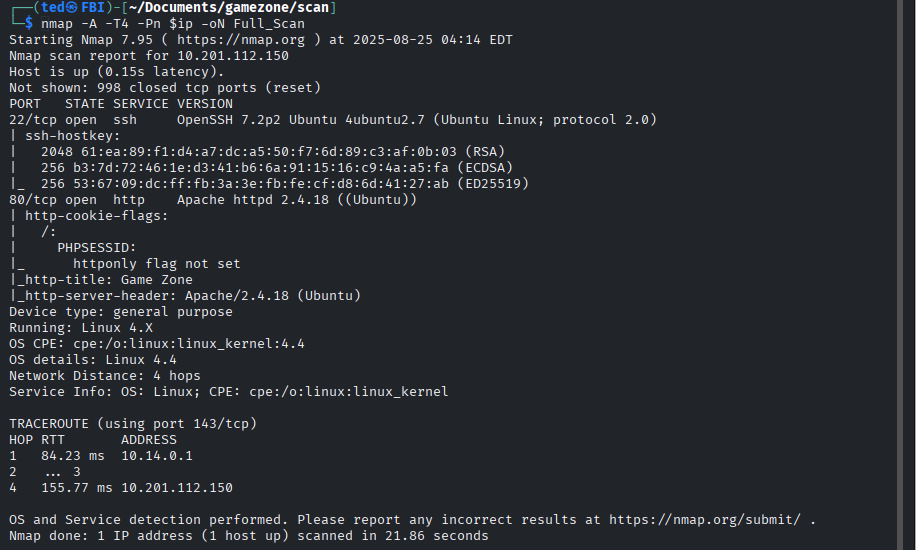 ┌──(ted㉿FBI)-[~/Documents/gamezone/scan]
└─$ nmap -A -T4 -Pn $ip -oN Full_Scan
Starting Nmap 7.95 ( https://nmap.org ) at 2025-08-25 04:14 EDT
Nmap scan report for 10.201.112.150
Host is up (0.15s latency).
Not shown: 998 closed tcp ports (reset)
PORT   STATE SERVICE VERSION
22/tcp open  ssh     OpenSSH 7.2p2 Ubuntu 4ubuntu2.7 (Ubuntu Linux; protocol 2.0)
| ssh-hostkey:
|   2048 61:ea:89:f1:d4:a7:dc:a5:50:f7:6d:89:c3:af:0b:03 (RSA)
|   256 b3:7d:72:46:1e:d3:41:b6:6a:91:15:16:c9:4a:a5:fa (ECDSA)
|_  256 53:67:09:dc:ff:fb:3a:3e:fb:fe:cf:d8:6d:41:27:ab (ED25519)
80/tcp open  http    Apache httpd 2.4.18 ((Ubuntu))
| http-cookie-flags:
|   /:
|     PHPSESSID:
|_      httponly flag not set
|_http-title: Game Zone
|_http-server-header: Apache/2.4.18 (Ubuntu)
Device type: general purpose
Running: Linux 4.X
OS CPE: cpe:/o:linux:linux_kernel:4.4
OS details: Linux 4.4
Network Distance: 4 hops
Service Info: OS: Linux; CPE: cpe:/o:linux:linux_kernel

TRACEROUTE (using port 143/tcp)
HOP RTT       ADDRESS
1   84.23 ms  10.14.0.1
2   ... 3
4   155.77 ms 10.201.112.150

OS and Service detection performed. Please report any incorrect results at https://nmap.org/submit/ .
Nmap done: 1 IP address (1 host up) scanned in 21.86 seconds